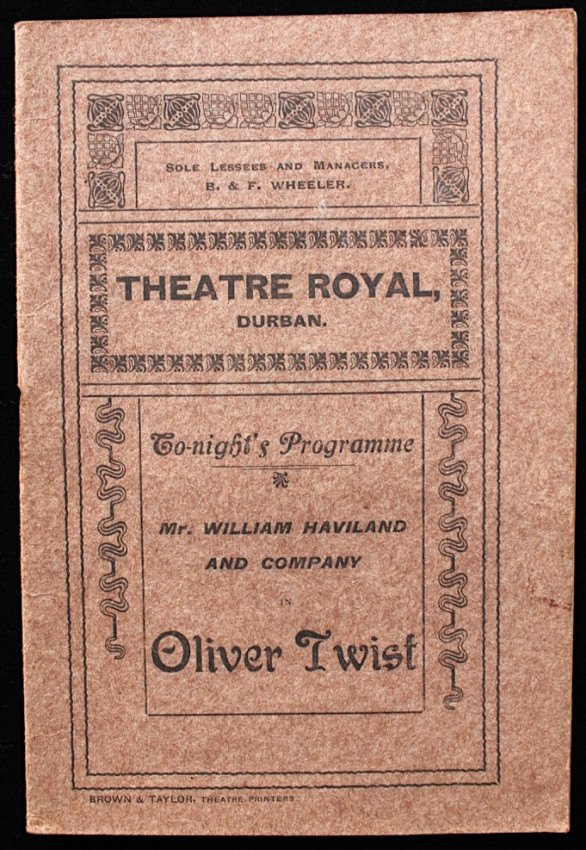 Sole Lessees and Managers,
B. & F. WHEELER.
THEATRE ROYAL,
DURBAN.
To-night's Programme
Mr. WILLIAM HAVILAND
AND COMPANY
IN
Oliver Twist
BROWN & TAYLOR, THEATRE PRINTERS.